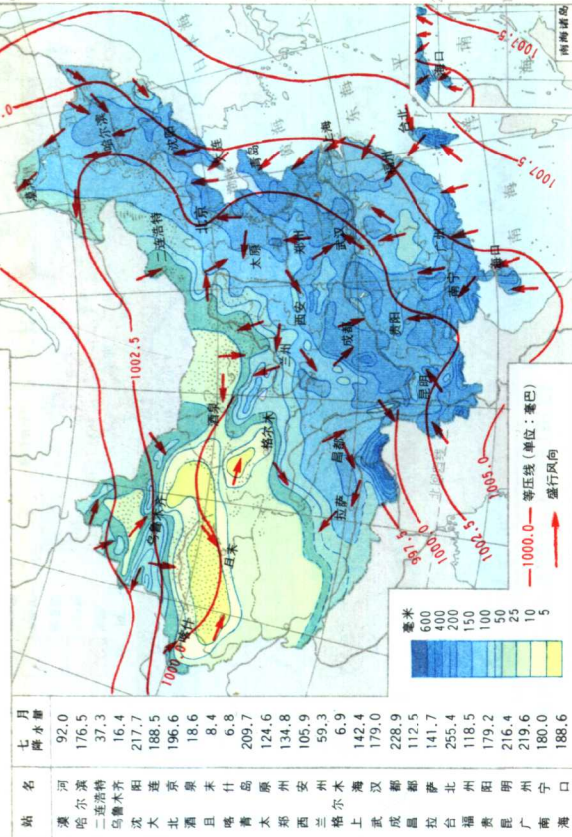 站名 七月降水量
漠河 92.0
哈尔滨 176.5
二连浩特 37.3
乌鲁木齐 16.4
沈阳 217.7
大连 188.5
北京 196.6
酒泉 18.6
且末 8.4
喀什 6.8
青岛 209.7
太原 124.6
郑州 134.8
西安 105.9
兰州 59.3
格尔木 6.9
上海 142.4
武汉 179.0
成都 228.9
昌都 112.5
拉萨 141.7
台北 255.4
福州 118.5
贵阳 179.2
昆明 216.4
广州 219.6
南宁 180.0
海口 188.6
毫米
600
400
200
150
100
50
25
10
5
—1000.0— 等压线(单位:毫巴)
盛行风向
哈尔滨
沈阳
大连
二连浩特
北京
青岛
太原
郑州
上海
西安
武汉
兰州
酒泉
格尔木
乌鲁木齐
且末
喀什
成都
昌都
拉萨
贵阳
昆明
台北
福州
广州
南宁
海口
海口
南海诸岛
1002.5
1000.0
997.5
1000.0
1002.5
1005.0
1007.5
1007.5
1007.5